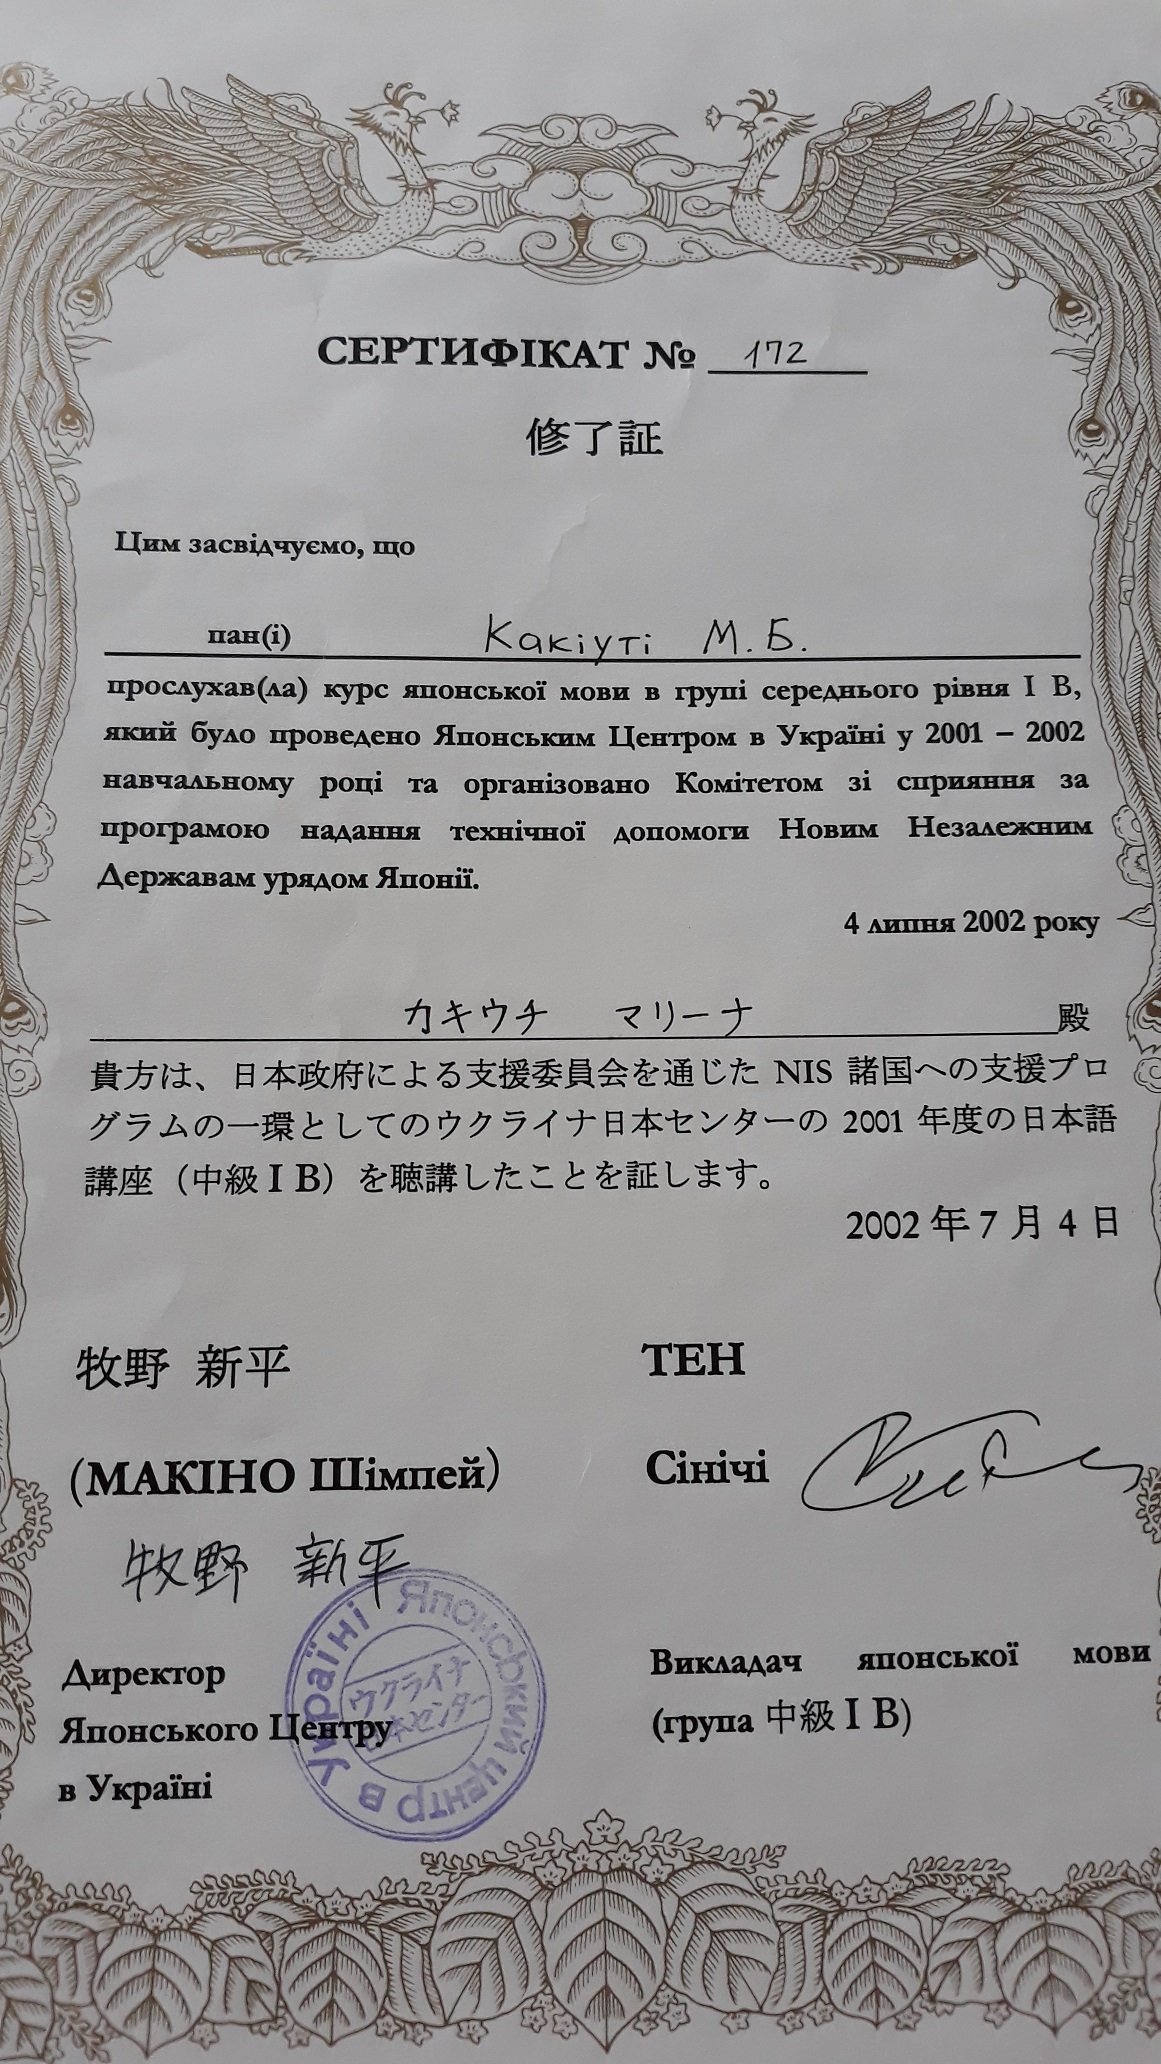 СЕРТИФІКАТ № 172
修了証
Цим засвідчуємо, що
пан(і) Какіуті М.Б.
прослухав(ла) курс японської мови в групі середнього рівня І В,
який було проведено Японським Центром в Україні у 2001 – 2002
навчальному році та організовано Комітетом зі сприяння за
програмою надання технічної допомоги Новим Незалежним
Державам урядом Японії.
4 липня 2002 року
カキウチ マリーナ 殿
貴方は、日本政府による支援委員会を通じた NIS 諸国への支援プロ
グラムの一環としてのウクライナ日本センターの 2001 年度の日本語
講座（中級 I B）を聴講したことを証します。
2002 年 7 月 4 日
牧野 新平
(МАКІНО Шімпей)
牧野 新平
Директор
Японського Центру
в Україні
ТЕН
Сінічі
Викладач японської мови
(група 中級 I B)
Японський центр в Україні
ウクライナ
日本センター